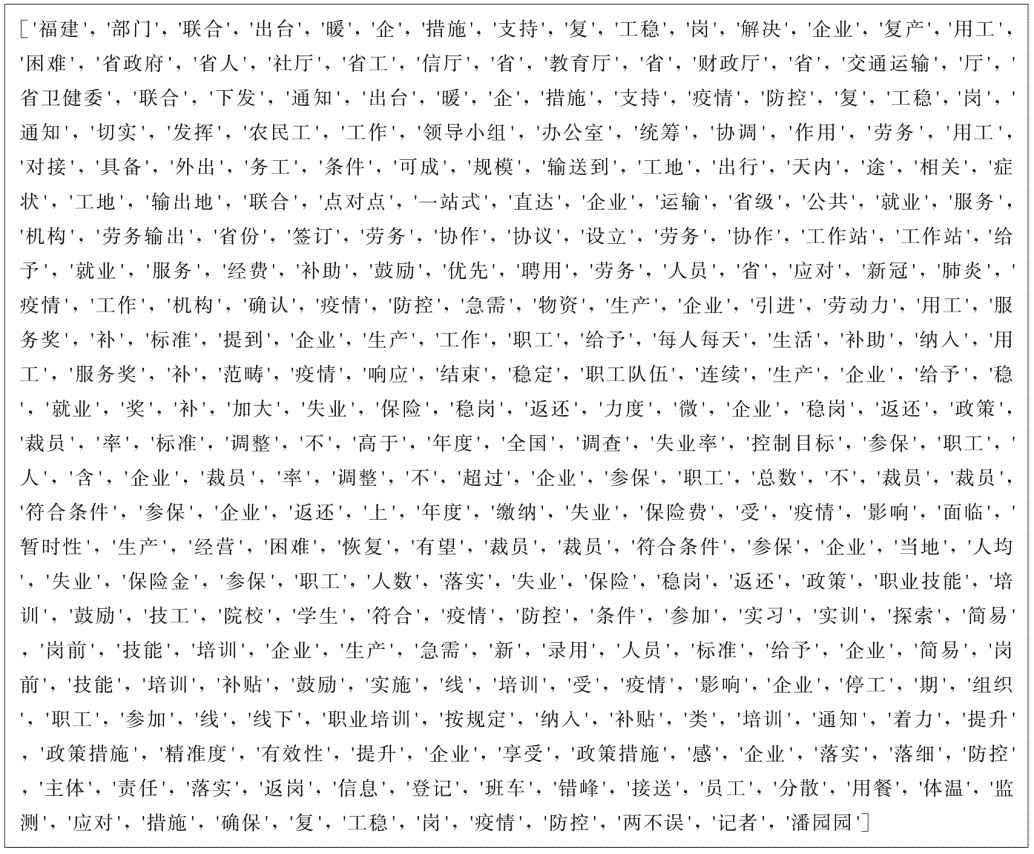 ['福建', '部门', '联合', '出台', '暖', '企', '措施', '支持', '复', '工稳', '岗', '解决', '企业', '复产', '用工',
'困难', '省政府', '省人', '社厅', '省工', '信厅', '省', '教育厅', '省', '财政厅', '省', '交通运输', '厅', '
省卫健委', '联合', '下发', '通知', '出台', '暖', '企', '措施', '支持', '疫情', '防控', '复', '工稳', '岗', '
通知', '切实', '发挥', '农民工', '工作', '领导小组', '办公室', '统筹', '协调', '作用', '劳务', '用工',
'对接', '具备', '外出', '务工', '条件', '可成', '规模', '输送到', '工地', '出行', '天内', '途', '相关', '症
状', '工地', '输出地', '联合', '点对点', '一站式', '直达', '企业', '运输', '省级', '公共', '就业', '服务',
'机构', '劳务输出', '省份', '签订', '劳务', '协作', '协议', '设立', '劳务', '协作', '工作站', '工作站', '给
予', '就业', '服务', '经费', '补助', '鼓励', '优先', '聘用', '劳务', '人员', '省', '应对', '新冠', '肺炎',
'疫情', '工作', '机构', '确认', '疫情', '防控', '急需', '物资', '生产', '企业', '引进', '劳动力', '用工', '服
务奖', '补', '标准', '提到', '企业', '生产', '工作', '职工', '给予', '每人每天', '生活', '补助', '纳入', '用
工', '服务奖', '补', '范畴', '疫情', '响应', '结束', '稳定', '职工队伍', '连续', '生产', '企业', '给予', '稳
', '就业', '奖', '补', '加大', '失业', '保险', '稳岗', '返还', '力度', '微', '企业', '稳岗', '返还', '政策',
'裁员', '率', '标准', '调整', '不', '高于', '年度', '全国', '调查', '失业率', '控制目标', '参保', '职工', '
人', '含', '企业', '裁员', '率', '调整', '不', '超过', '企业', '参保', '职工', '总数', '不', '裁员', '裁员',
'符合条件', '参保', '企业', '返还', '上', '年度', '缴纳', '失业', '保险费', '受', '疫情', '影响', '面临', '
暂时性', '生产', '经营', '困难', '恢复', '有望', '裁员', '裁员', '符合条件', '参保', '企业', '当地', '人均
', '失业', '保险金', '参保', '职工', '人数', '落实', '失业', '保险', '稳岗', '返还', '政策', '职业技能', '培
训', '鼓励', '技工', '院校', '学生', '符合', '疫情', '防控', '条件', '参加', '实习', '实训', '探索', '简易'
, '岗前', '技能', '培训', '企业', '生产', '急需', '新', '录用', '人员', '标准', '给予', '企业', '简易', '岗
前', '技能', '培训', '补贴', '鼓励', '实施', '线', '培训', '受', '疫情', '影响', '企业', '停工', '期', '组织
', '职工', '参加', '线', '线下', '职业培训', '按规定', '纳入', '补贴', '类', '培训', '通知', '着力', '提升'
, '政策措施', '精准度', '有效性', '提升', '企业', '享受', '政策措施', '感', '企业', '落实', '落细', '防控'
, '主体', '责任', '落实', '返岗', '信息', '登记', '班车', '错峰', '接送', '员工', '分散', '用餐', '体温', '监
测', '应对', '措施', '确保', '复', '工稳', '岗', '疫情', '防控', '两不误', '记者', '潘园园']